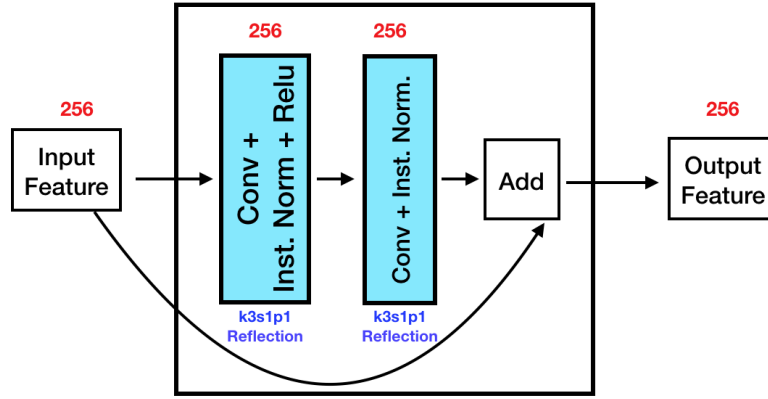 256
256
256
256
Input
Feature
Conv +
Inst. Norm + Relu
Conv + Inst. Norm.
Add
Output
Feature
k3s1p1
Reflection
k3s1p1
Reflection